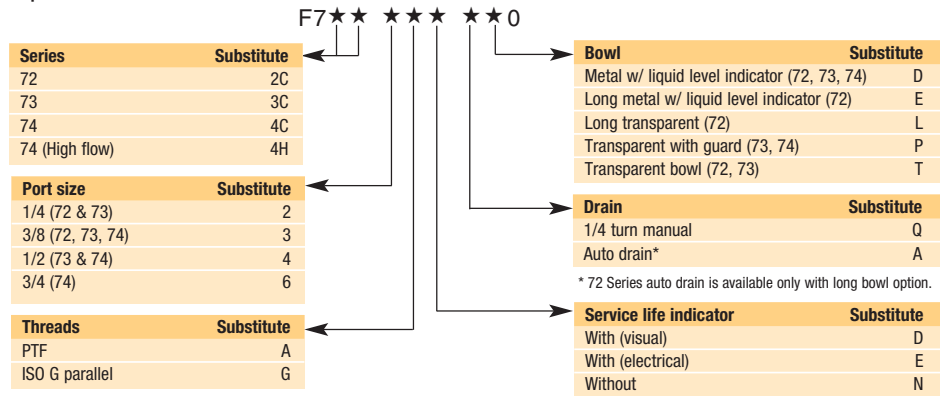 F7★★ ★★★ ★★0
Series Substitute
72 2C
73 3C
74 4C
74 (High flow) 4H
Port size Substitute
1/4 (72 & 73) 2
3/8 (72, 73, 74) 3
1/2 (73 & 74) 4
3/4 (74) 6
Threads Substitute
PTF A
ISO G parallel G
Bowl Substitute
Metal w/ liquid level indicator (72, 73, 74) D
Long metal w/ liquid level indicator (72) E
Long transparent (72) L
Transparent with guard (73, 74) P
Transparent bowl (72, 73) T
Drain Substitute
1/4 turn manual Q
Auto drain* A
* 72 Series auto drain is available only with long bowl option.
Service life indicator Substitute
With (visual) D
With (electrical) E
Without N